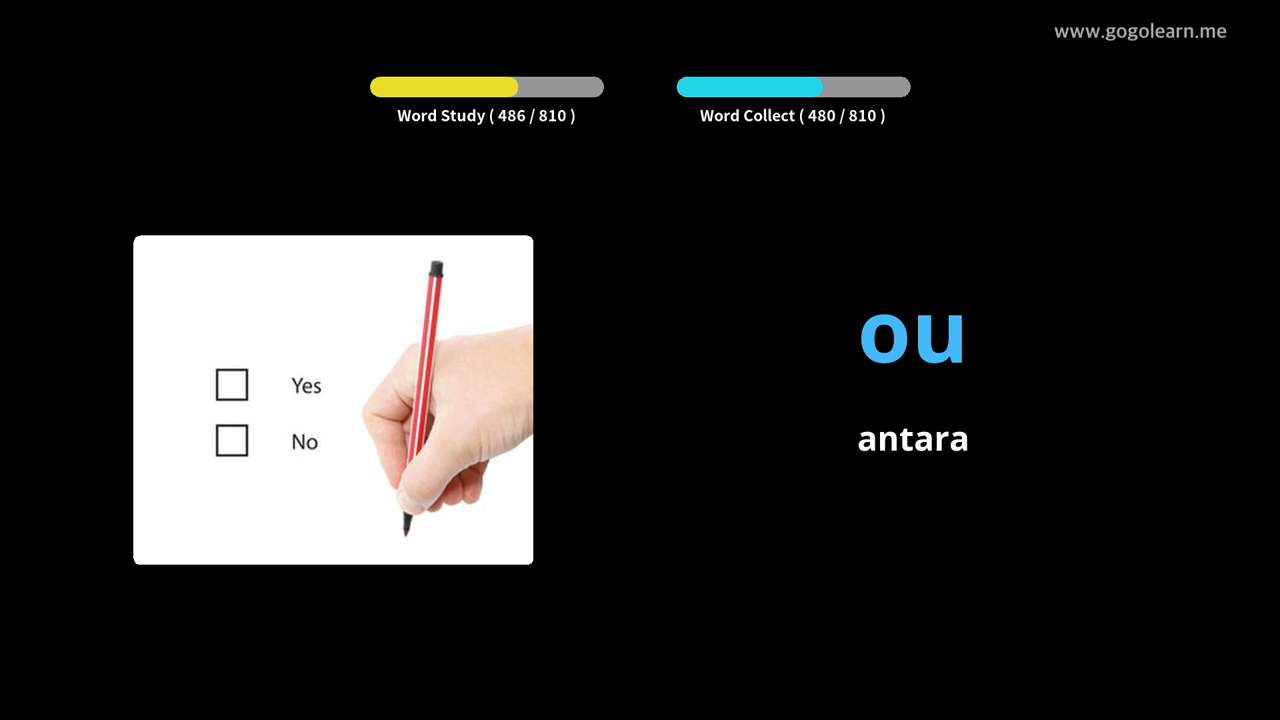 www.gogolearn.me
Word Study ( 486 / 810 )
Word Collect ( 480 / 810 )
Yes
No
ou
antara